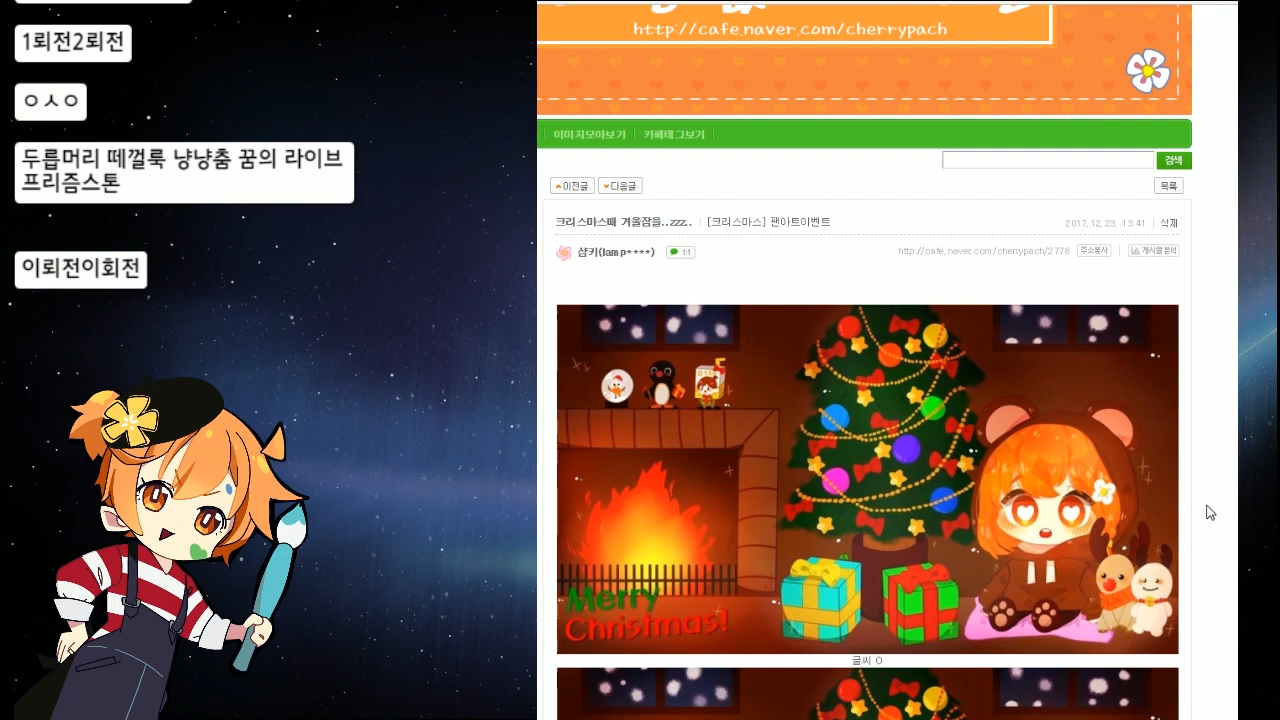 1뢰전2뢰전
ㅇㅅㅇ
두릅머리 떼껄룩 냥냥춤 꿈의 라이브
프리즘스톤
이뢰전이회전
http://cafe.naver.com/cherrypach
이미지모아보기
카페태그보기
검색
이전글
다음글
목록
크리스마스때 겨울잠을..zzz.. | [크리스마스] 팬아트이벤트
2017.12.23. 13:41 | 삭제
샴키(lamp****)
11
http://cafe.naver.com/cherrypach/2778
주소복사
게시글 분석
Merry
Christmas!
글씨 O